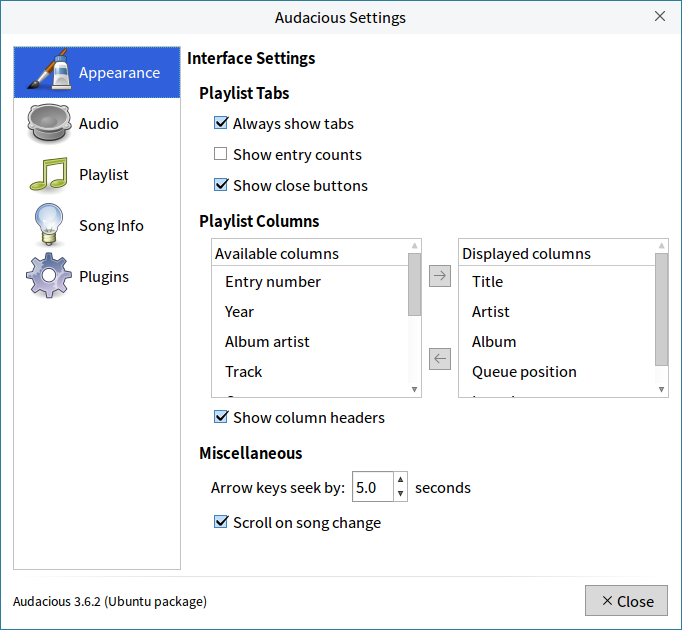 Audacious Settings
Appearance
Audio
Playlist
Song Info
Plugins
Interface Settings
Playlist Tabs
Always show tabs
Show entry counts
Show close buttons
Playlist Columns
Available columns
Entry number
Year
Album artist
Track
Displayed columns
Title
Artist
Album
Queue position
Show column headers
Miscellaneous
Arrow keys seek by: 5.0 seconds
Scroll on song change
Audacious 3.6.2 (Ubuntu package)
Close